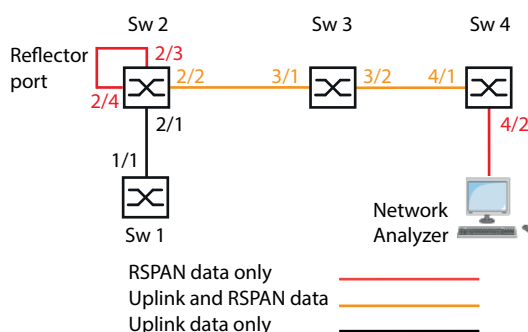 Sw 2
Sw 3
Sw 4
Reflector
port
2/3
2/4
2/2
3/1
3/2
4/1
2/1
4/2
1/1
Sw 1
Network
Analyzer
RSPAN data only
Uplink and RSPAN data
Uplink data only